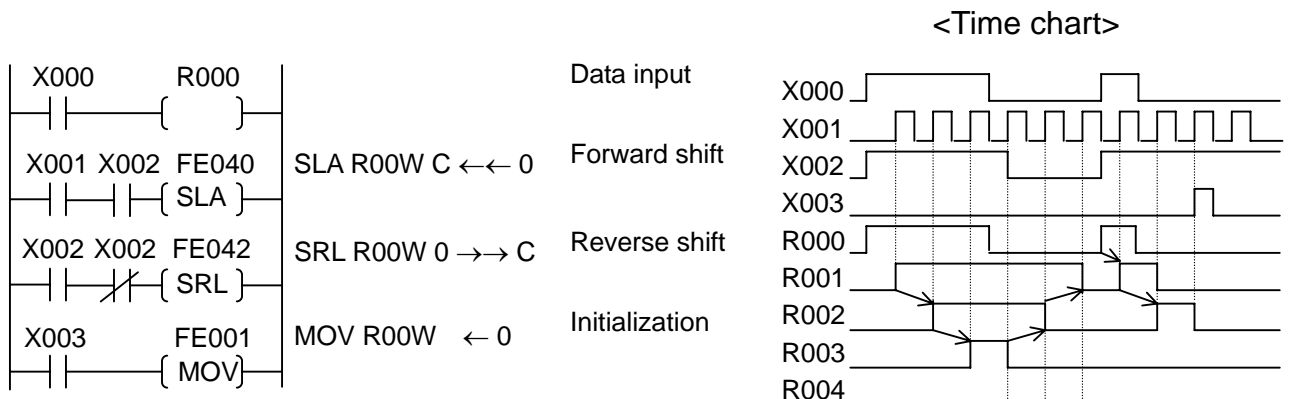 <Time chart>
X000 R000
Data input
X001 X002 FE040
SLA
SLA R00W C ←← 0
Forward shift
X002 X002 FE042
SRL
SRL R00W 0 →→ C
Reverse shift
X003 FE001
MOV
MOV R00W ← 0
Initialization
X000
X001
X002
X003
R000
R001
R002
R003
R004